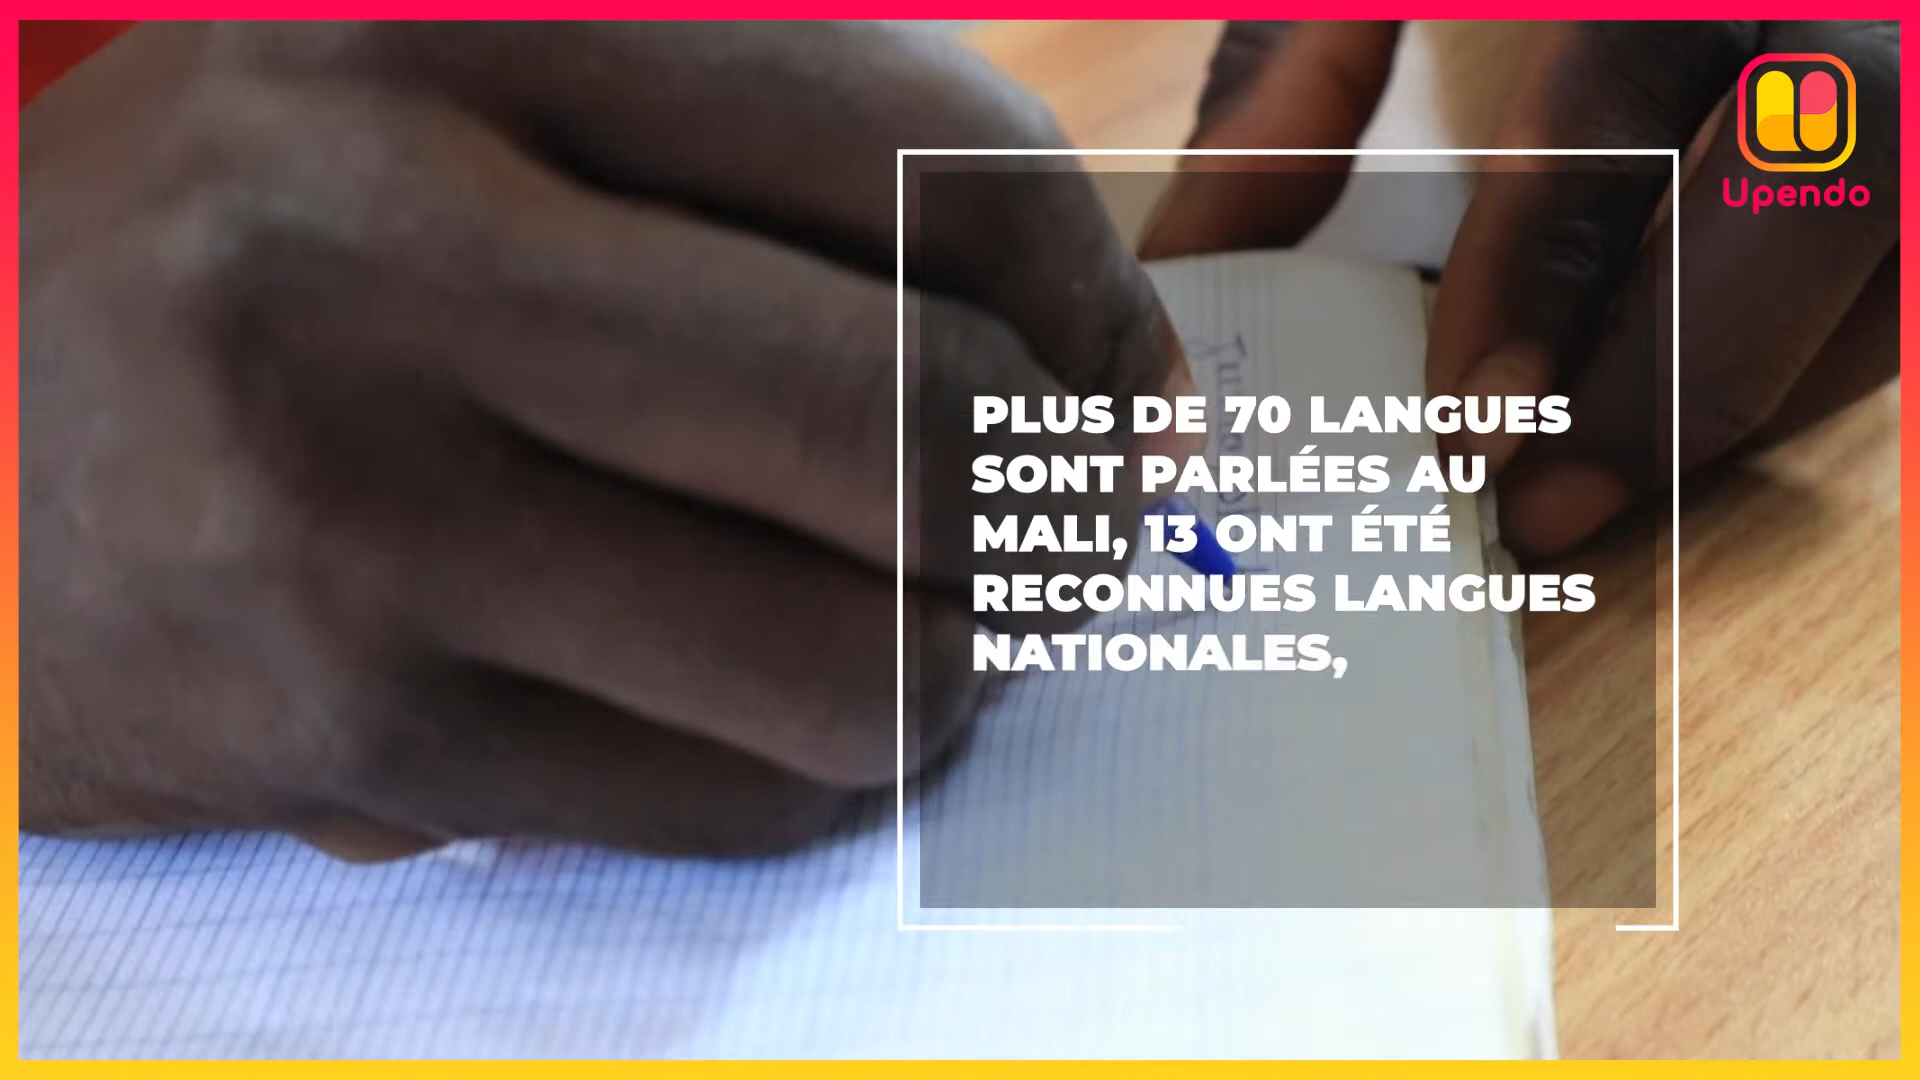 Upendo
PLUS DE 70 LANGUES
SONT PARLÉES AU
MALI, 13 ONT ÉTÉ
RECONNUES LANGUES
NATIONALES,